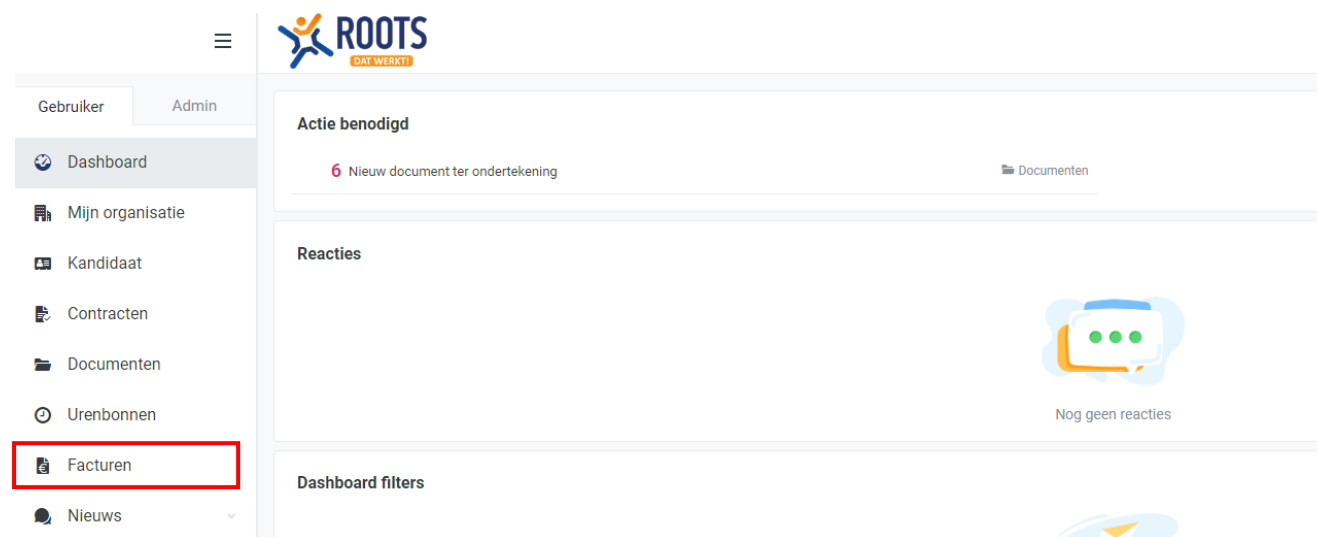 ROOTS
DAT WERKT!
Gebruiker
Admin
Dashboard
Mijn organisatie
Kandidaat
Contracten
Documenten
Urenbonnen
Facturen
Nieuws
Actie benodigd
6 Nieuw document ter ondertekening
Documenten
Reacties
Nog geen reacties
Dashboard filters